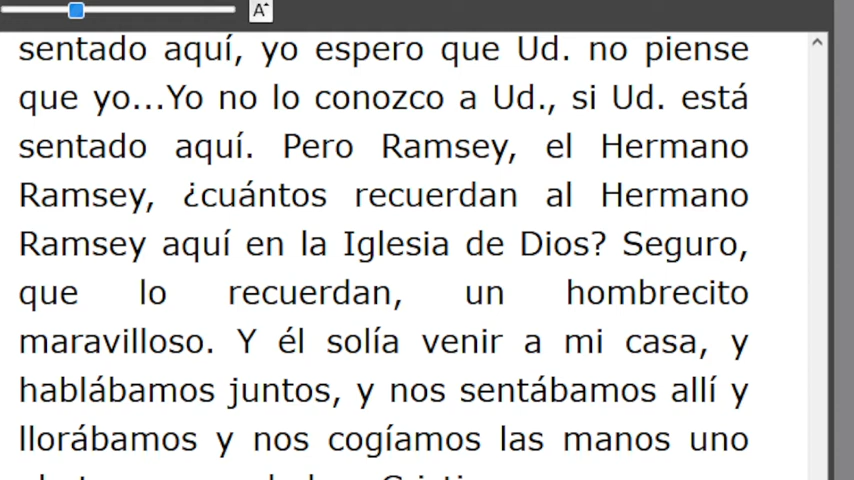 A
sentado aquí, yo espero que Ud. no piense
que yo...Yo no lo conozco a Ud., si Ud. está
sentado aquí. Pero Ramsey, el Hermano
Ramsey, ¿cuántos recuerdan al Hermano
Ramsey aquí en la Iglesia de Dios? Seguro,
que lo recuerdan, un hombrecito
maravilloso. Y él solía venir a mi casa, y
hablábamos juntos, y nos sentábamos allí y
llorábamos y nos cogíamos las manos uno